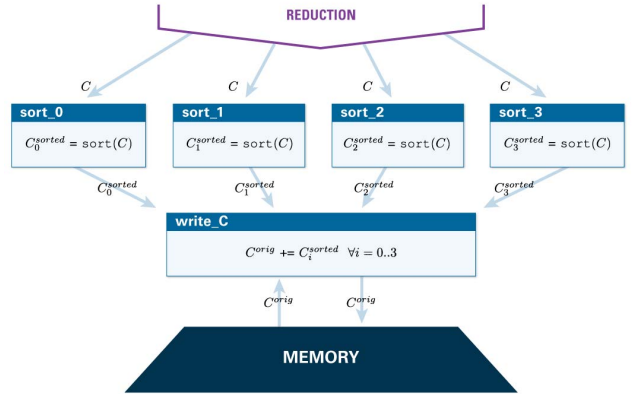 REDUCTION
C C C C
sort_0 sort_1 sort_2 sort_3
C_0^{sorted} = sort(C) C_1^{sorted} = sort(C) C_2^{sorted} = sort(C) C_3^{sorted} = sort(C)
C_0^{sorted} C_1^{sorted} C_2^{sorted} C_3^{sorted}
write_C
C^{orig} += C_i^{sorted} ∀i = 0..3
C^{orig} C^{orig}
MEMORY